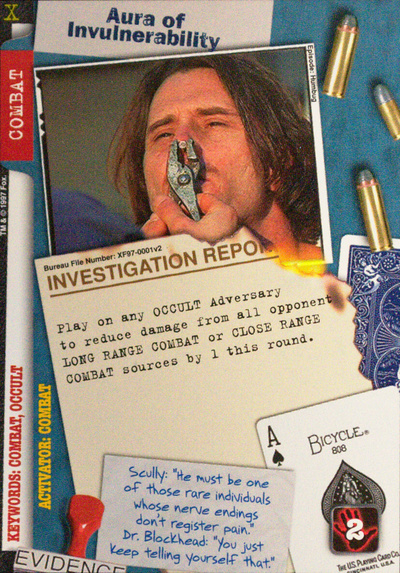 X
Aura of
Invulnerability
COMBAT
Episode: Humbug
TM & © 1997 Fox.
Bureau File Number: XF97-0001v2
INVESTIGATION REPOR
Play on any OCCULT Adversary
to reduce damage from all opponent
LONG RANGE COMBAT or CLOSE RANGE
COMBAT sources by 1 this round.
KEYWORDS: COMBAT, OCCULT
ACTIVATOR: COMBAT
Scully: "He must be one
of those rare individuals
whose nerve endings
don't register pain."
Dr. Blockhead: "You just
keep telling yourself that."
A
BICYCLE®
808
2
THE U.S. PLAYING CARD CO.
CINCINNATI, U.S.A.
EVIDENCE